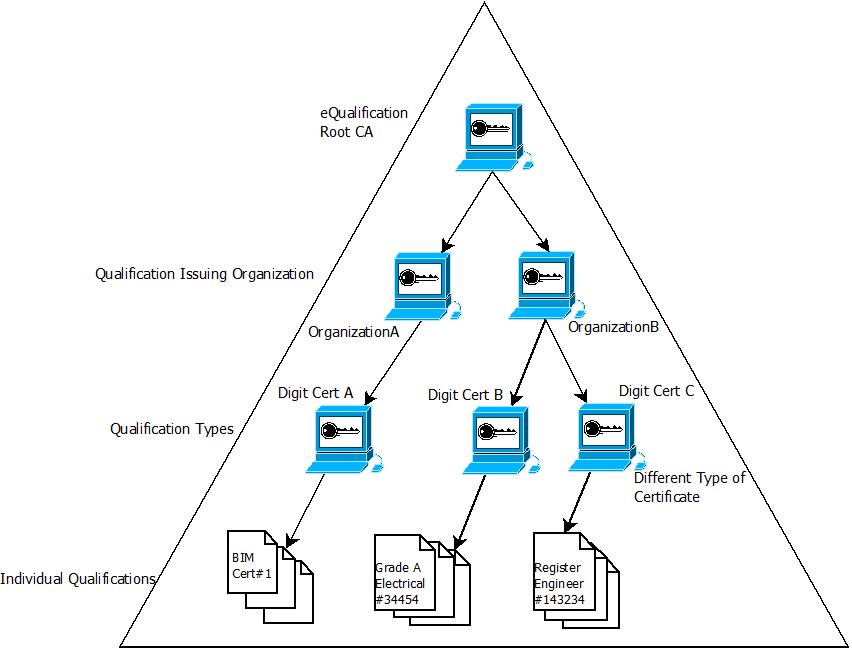 eQualification
Root CA
Qualification Issuing Organization
OrganizationA
OrganizationB
Digit Cert A
Digit Cert B
Digit Cert C
Qualification Types
Different Type of
Certificate
Individual Qualifications
BIM
Cert#1
Grade A
Electrical
#34454
Register
Engineer
#143234